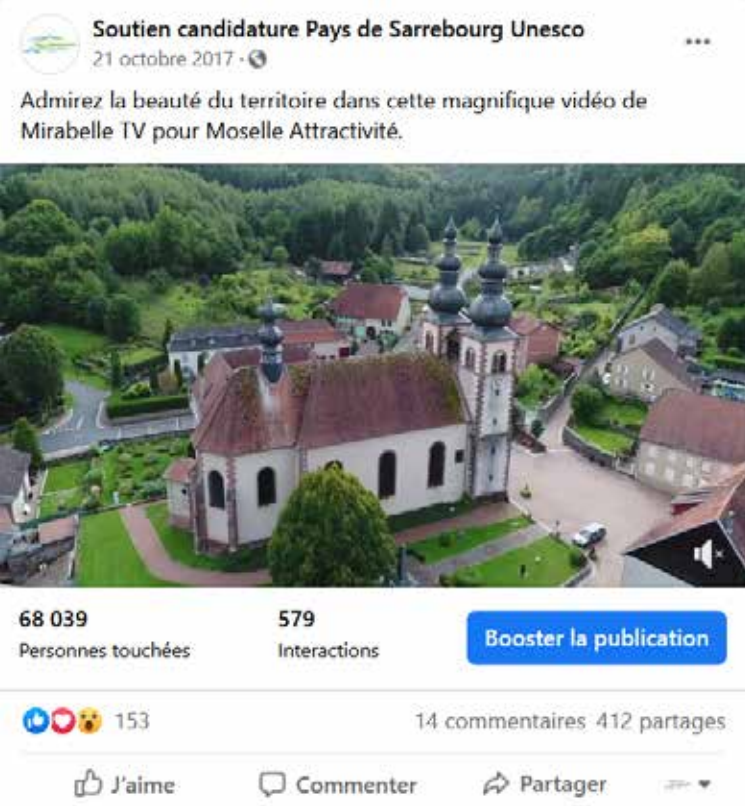 Soutien candidature Pays de Sarrebourg Unesco
21 octobre 2017 ·
Admirez la beauté du territoire dans cette magnifique vidéo de
Mirabelle TV pour Moselle Attractivité.
68 039
579
Personnes touchées
Interactions
Booster la publication
153
14 commentaires 412 partages
J'aime
Commenter
Partager